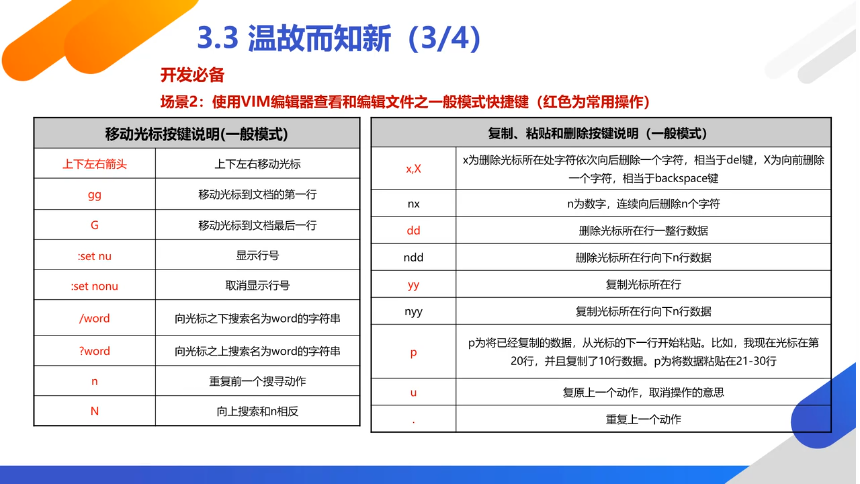 3.3 温故而知新（3/4）
开发必备
场景2：使用VIM编辑器查看和编辑文件之一般模式快捷键（红色为常用操作）
移动光标按键说明(一般模式）
上下左右箭头 上下左右移动光标
gg 移动光标到文档的第一行
G 移动光标到文档最后一行
:set nu 显示行号
:set nonu 取消显示行号
/word 向光标之下搜索名为word的字符串
?word 向光标之上搜索名为word的字符串
n 重复前一个搜寻动作
N 向上搜索和n相反
复制、粘贴和删除按键说明（一般模式）
x,X x为删除光标所在处字符依次向后删除一个字符，相当于del键，X为向前删除
一个字符，相当于backspace键
nx n为数字，连续向后删除n个字符
dd 删除光标所在行一整行数据
ndd 删除光标所在行向下n行数据
yy 复制光标所在行
nyy 复制光标所在行向下n行数据
p p为将已经复制的数据，从光标的下一行开始粘贴。比如，我现在光标在第
20行，并且复制了10行数据。p为将数据粘贴在21-30行
u 复原上一个动作，取消操作的意思
. 重复上一个动作